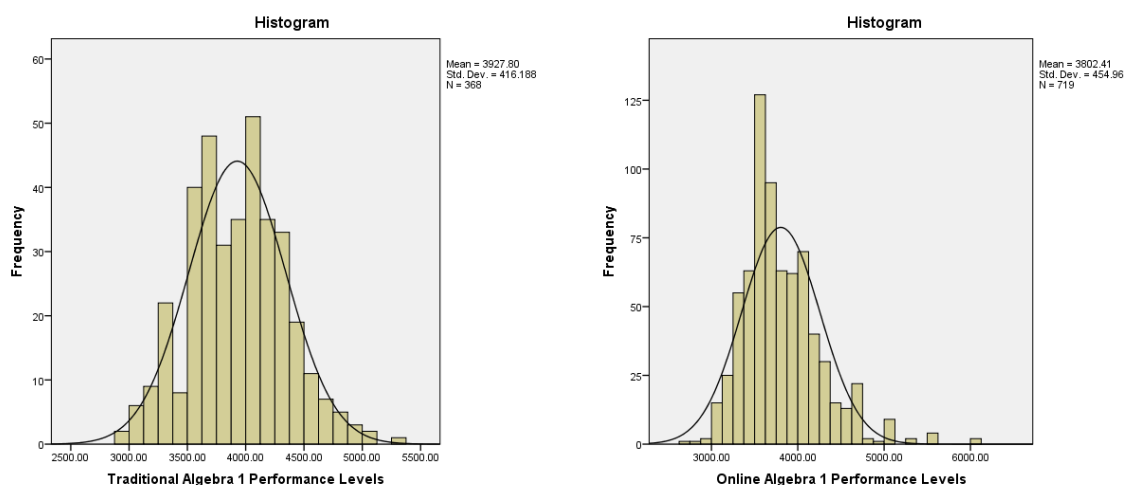 Histogram
Mean = 3927.80
Std. Dev. = 416.188
N = 368
60
50
40
30
20
10
0
Frequency
2500.00 3000.00 3500.00 4000.00 4500.00 5000.00 5500.00
Traditional Algebra 1 Performance Levels
Histogram
Mean = 3802.41
Std. Dev. = 454.96
N = 719
125
100
75
50
25
0
Frequency
3000.00 4000.00 5000.00 6000.00
Online Algebra 1 Performance Levels